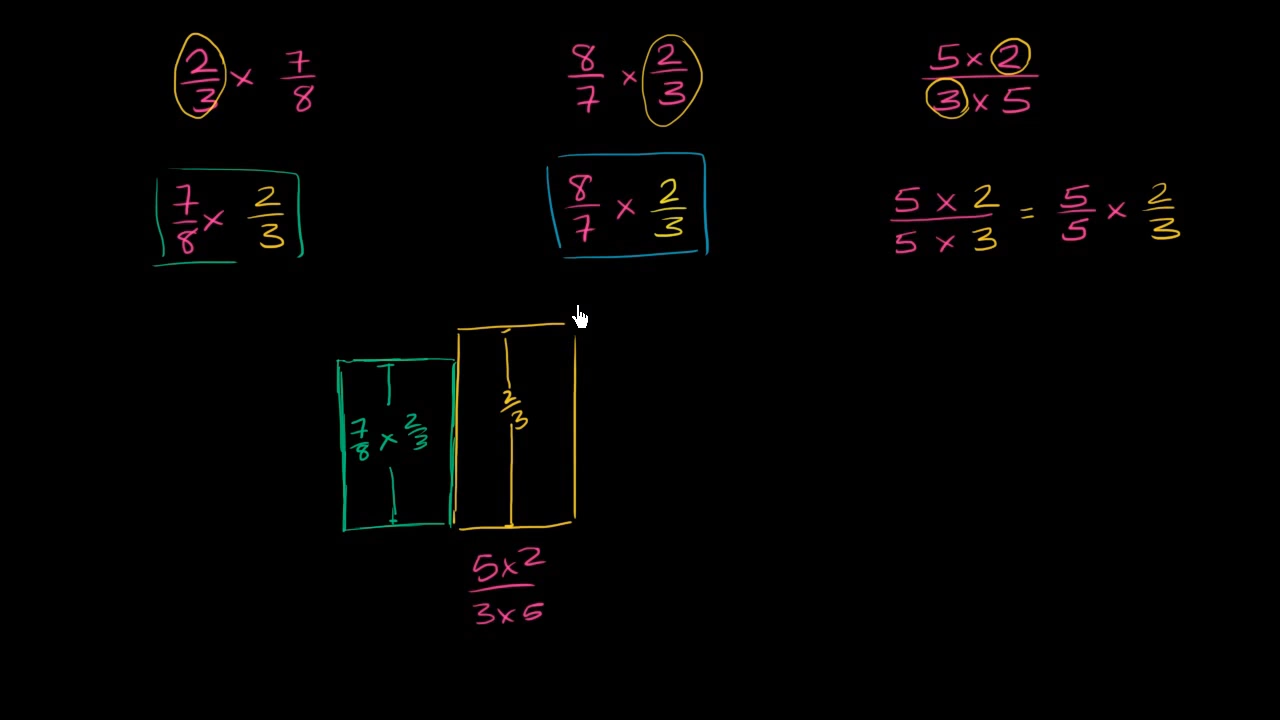 2/3 × 7/8
8/7 × 2/3
5×2/3×5
7/8 × 2/3
8/7 × 2/3
5 × 2/5 × 3 = 5/5 × 2/3
7/8 × 2/3
2/3
5×2/3×5